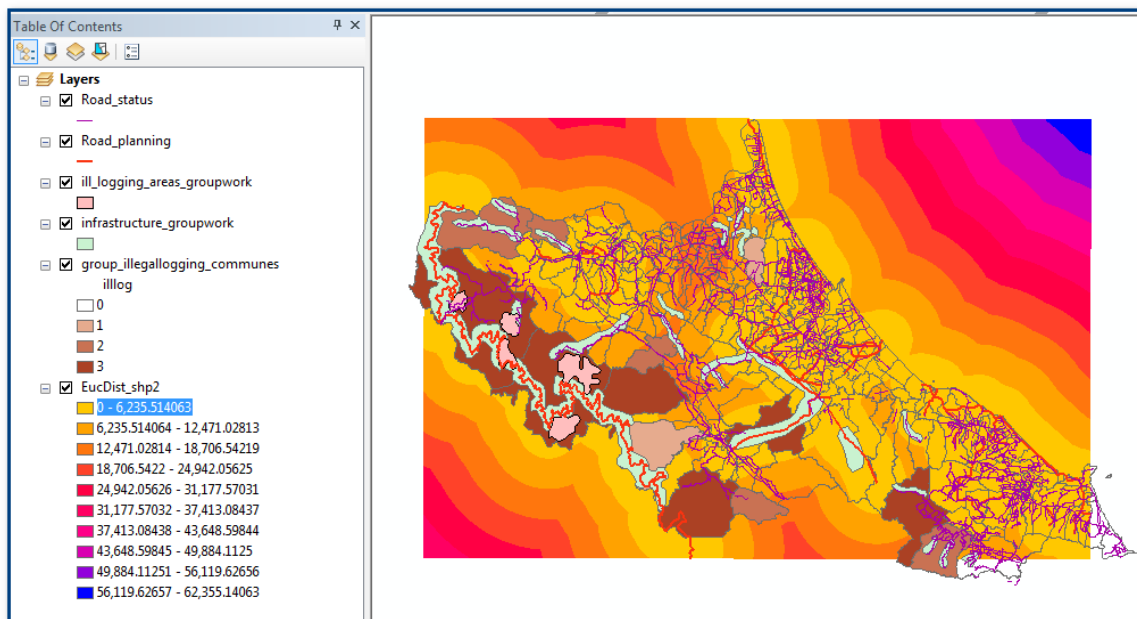 Table Of Contents
Layers
Road_status
Road_planning
ill_logging_areas_groupwork
infrastructure_groupwork
group_illegallogging_communes
illlog
0
1
2
3
EucDist_shp2
0 - 6,235.514063
6,235.514064 - 12,471.02813
12,471.02814 - 18,706.54219
18,706.5422 - 24,942.05625
24,942.05626 - 31,177.57031
31,177.57032 - 37,413.08437
37,413.08438 - 43,648.59844
43,648.59845 - 49,884.1125
49,884.11251 - 56,119.62656
56,119.62657 - 62,355.14063